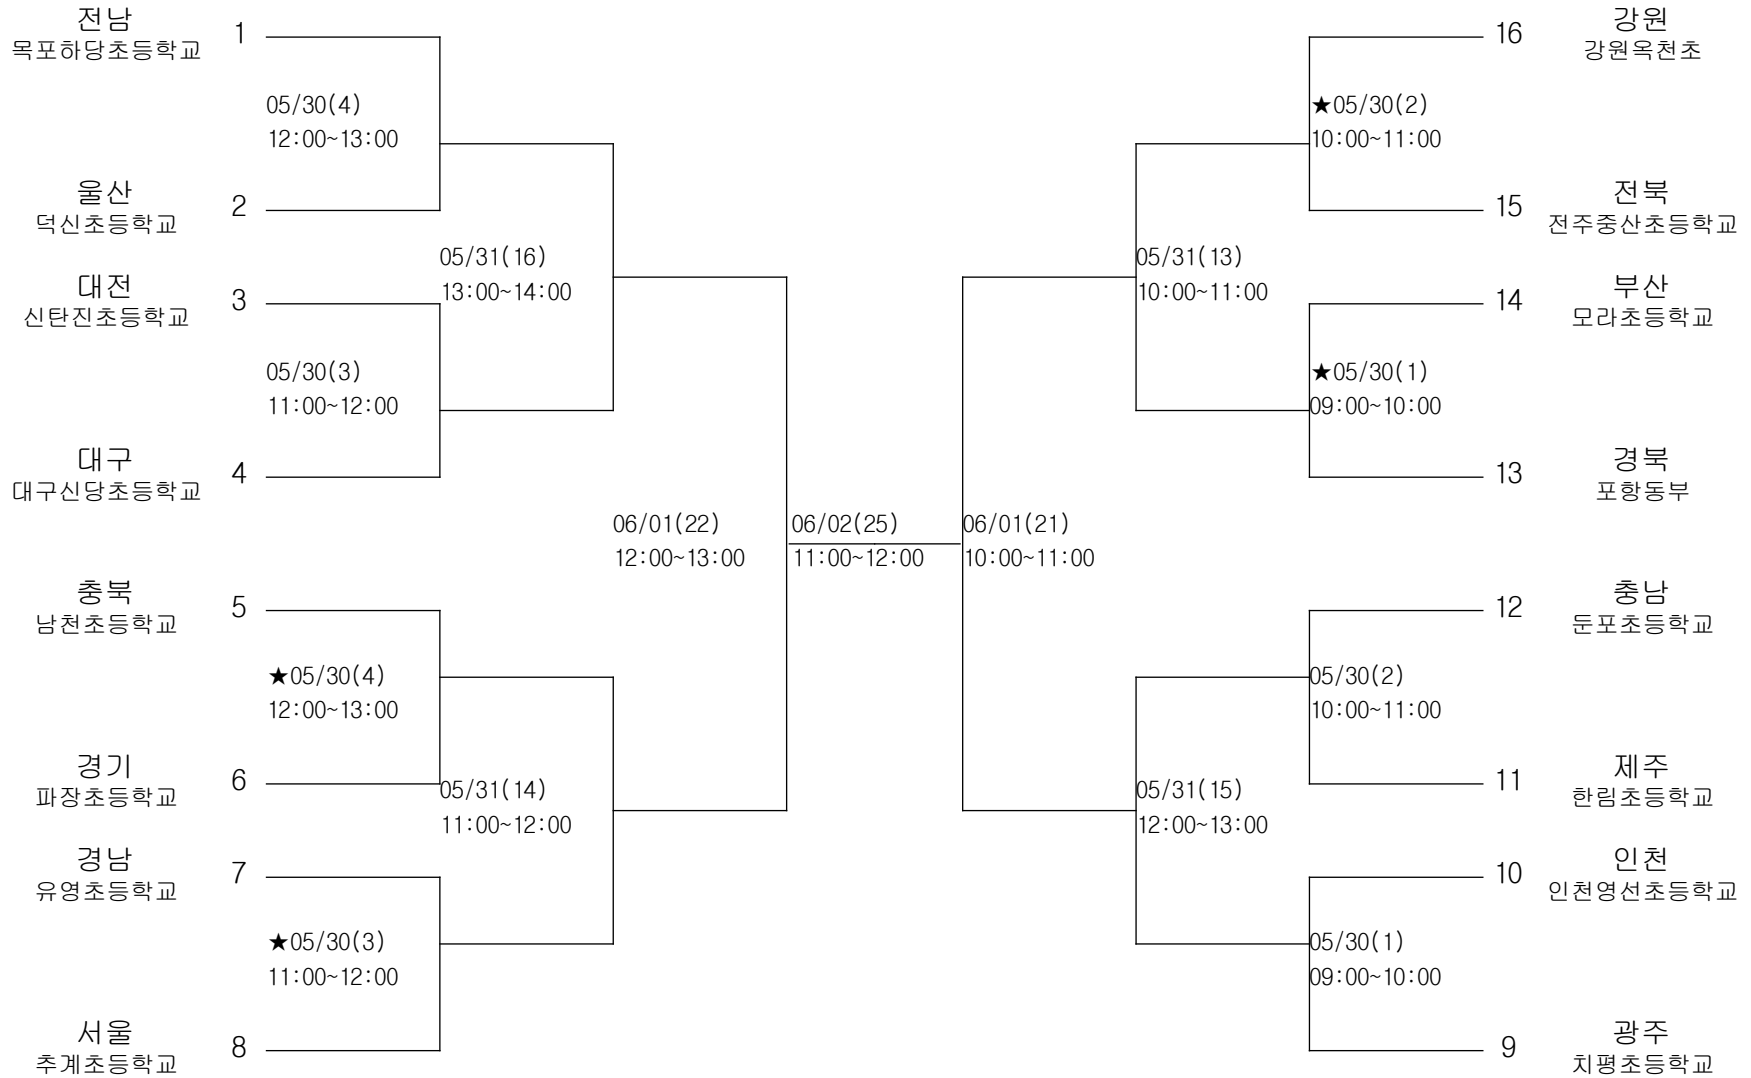 전남
목포하당초등학교
1
05/30(4)
12:00~13:00
울산
덕신초등학교
2
05/31(16)
13:00~14:00
대전
신탄진초등학교
3
05/30(3)
11:00~12:00
대구
대구신당초등학교
4
06/01(22)
12:00~13:00
충북
남천초등학교
5
★05/30(4)
12:00~13:00
경기
파장초등학교
6
05/31(14)
11:00~12:00
경남
유영초등학교
7
★05/30(3)
11:00~12:00
서울
추계초등학교
8
06/02(25)
11:00~12:00
16
강원
강원옥천초
★05/30(2)
10:00~11:00
15
전북
전주중산초등학교
05/31(13)
10:00~11:00
14
부산
모라초등학교
★05/30(1)
09:00~10:00
13
경북
포항동부
06/01(21)
10:00~11:00
12
충남
둔포초등학교
05/30(2)
10:00~11:00
11
제주
한림초등학교
05/31(15)
12:00~13:00
10
인천
인천영선초등학교
05/30(1)
09:00~10:00
9
광주
치평초등학교